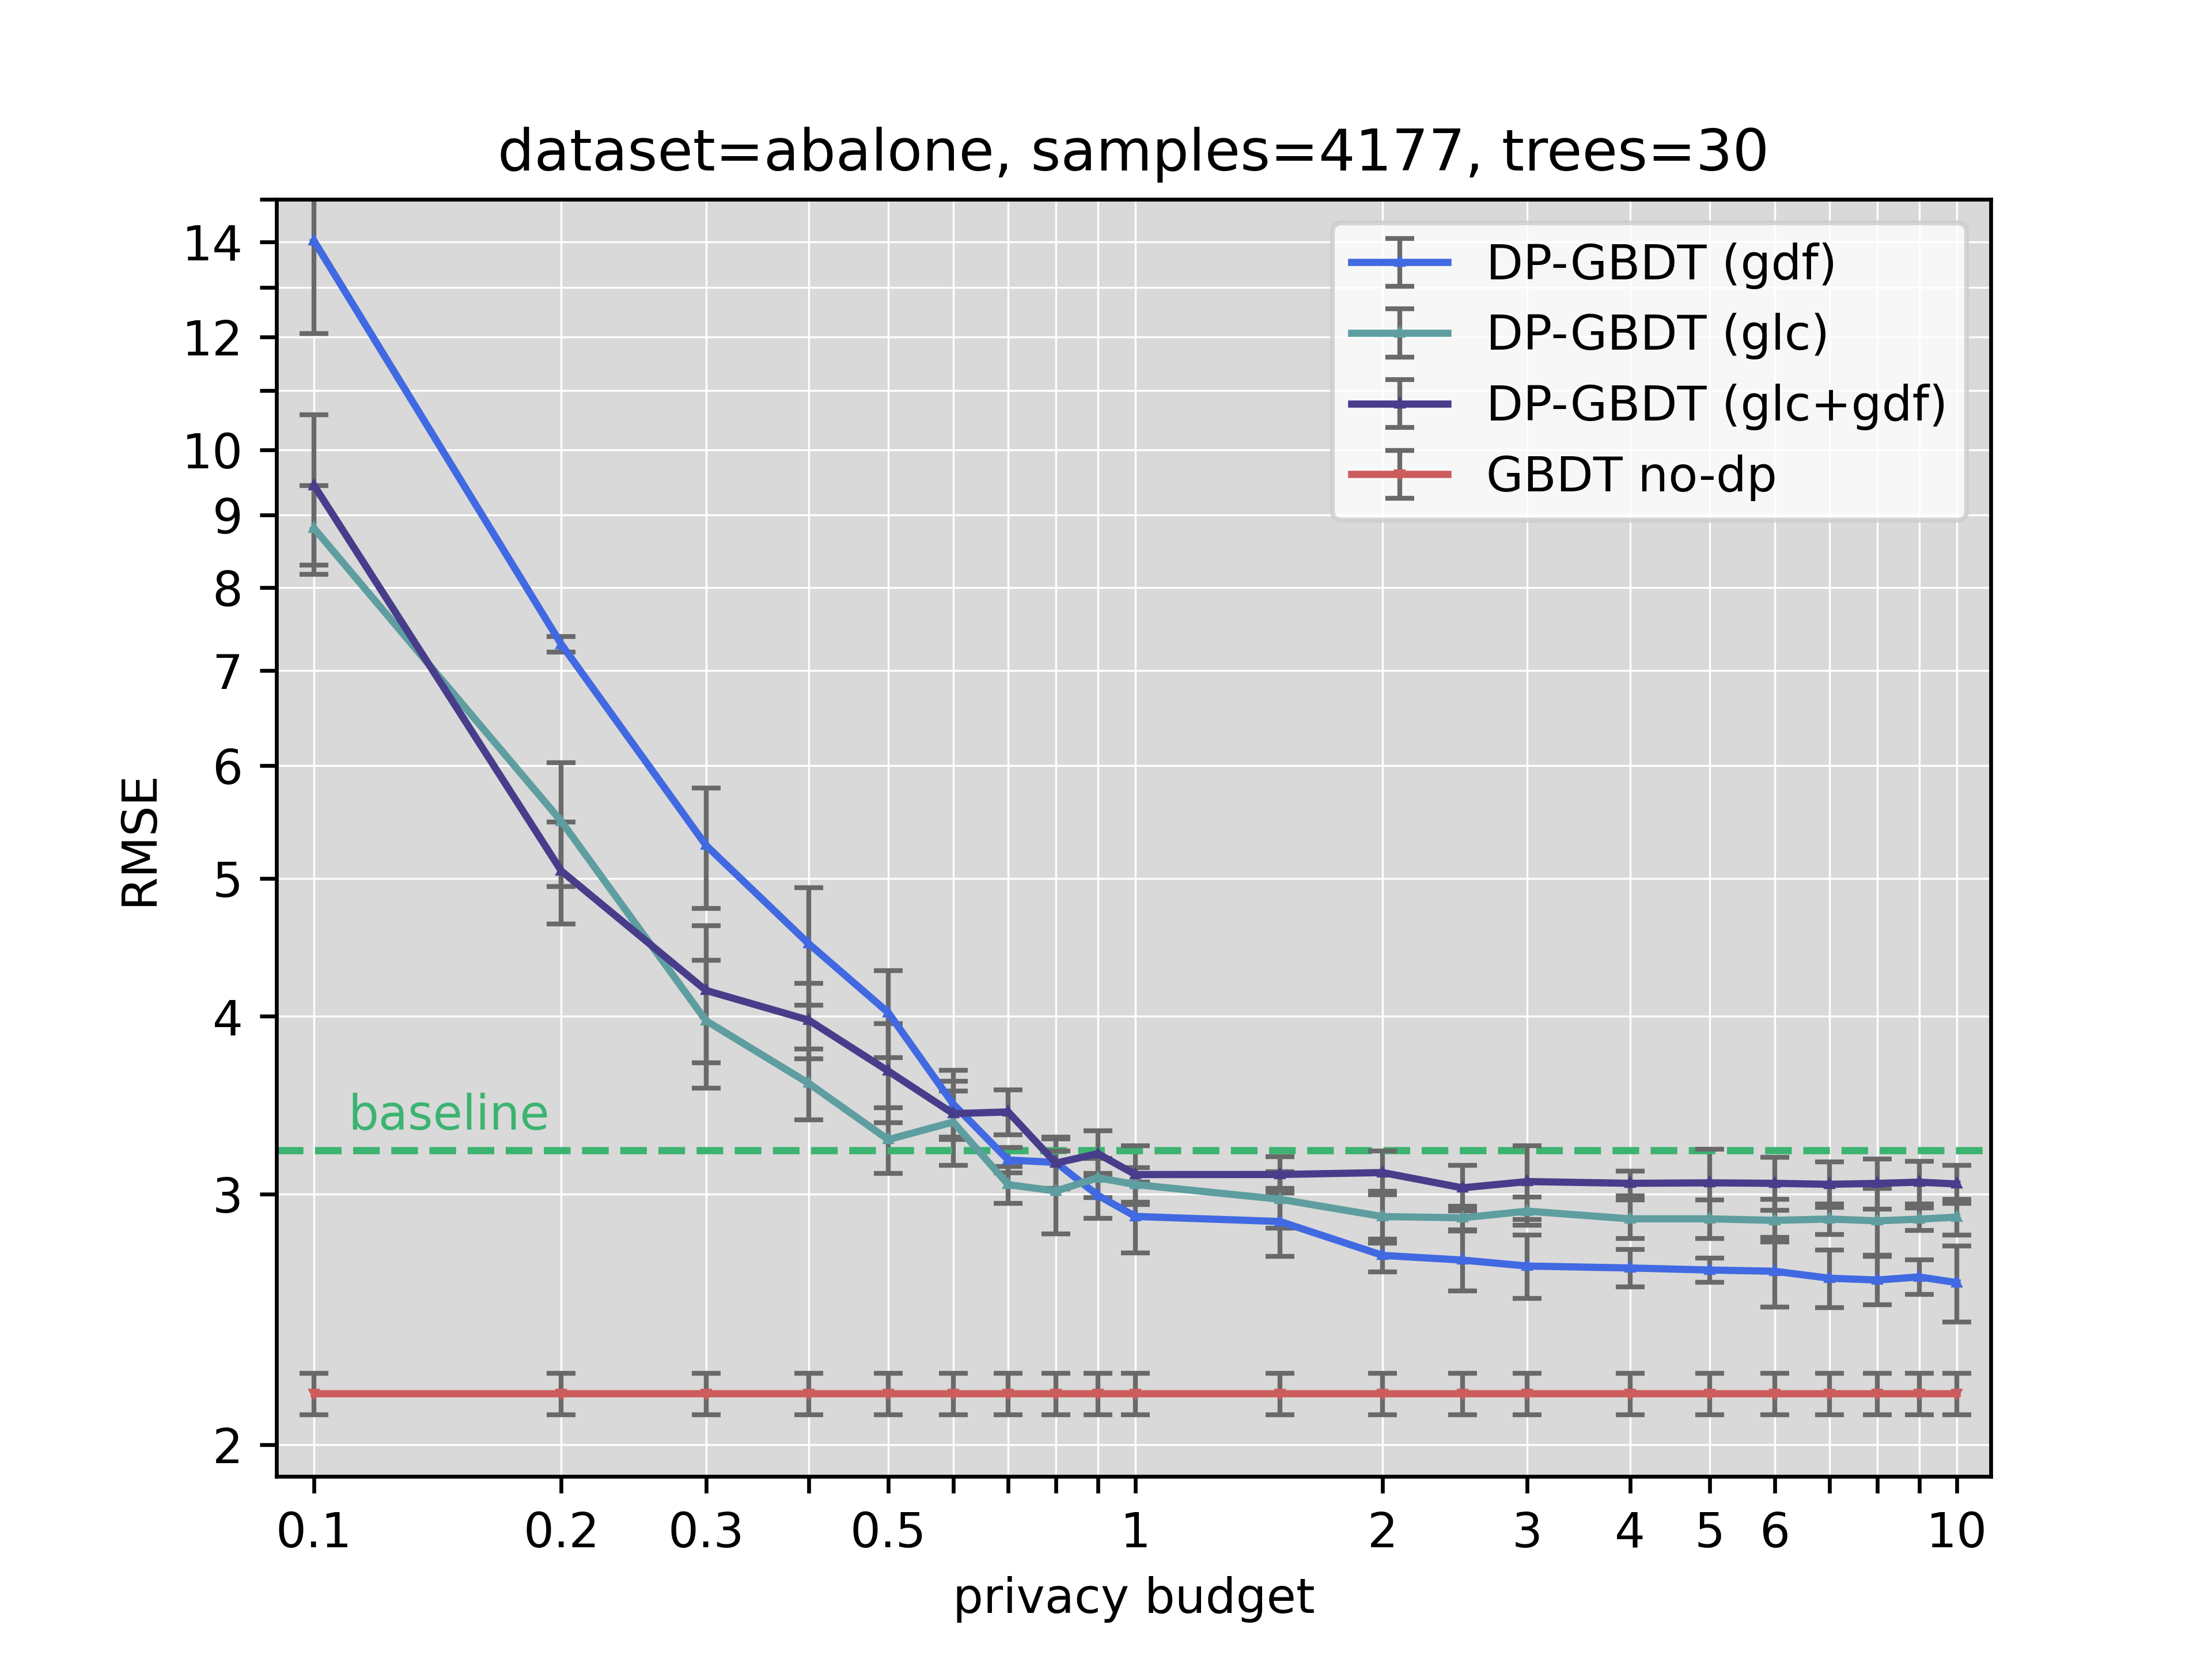 dataset=abalone, samples=4177, trees=30
14
12
10
9
8
7
6
5
4
3
2
RMSE
DP-GBDT (gdf)
DP-GBDT (glc)
DP-GBDT (glc+gdf)
GBDT no-dp
baseline
0.1 0.2 0.3 0.5 1 2 3 4 5 6 10
privacy budget